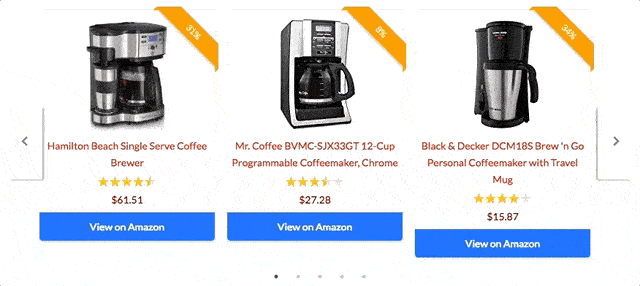 31%
8%
34%
Hamilton Beach Single Serve Coffee
Brewer
$61.51
View on Amazon
Mr. Coffee BVMC-SJX33GT 12-Cup
Programmable Coffeemaker, Chrome
$27.28
View on Amazon
Black & Decker DCM18S Brew 'n Go
Personal Coffeemaker with Travel
Mug
$15.87
View on Amazon